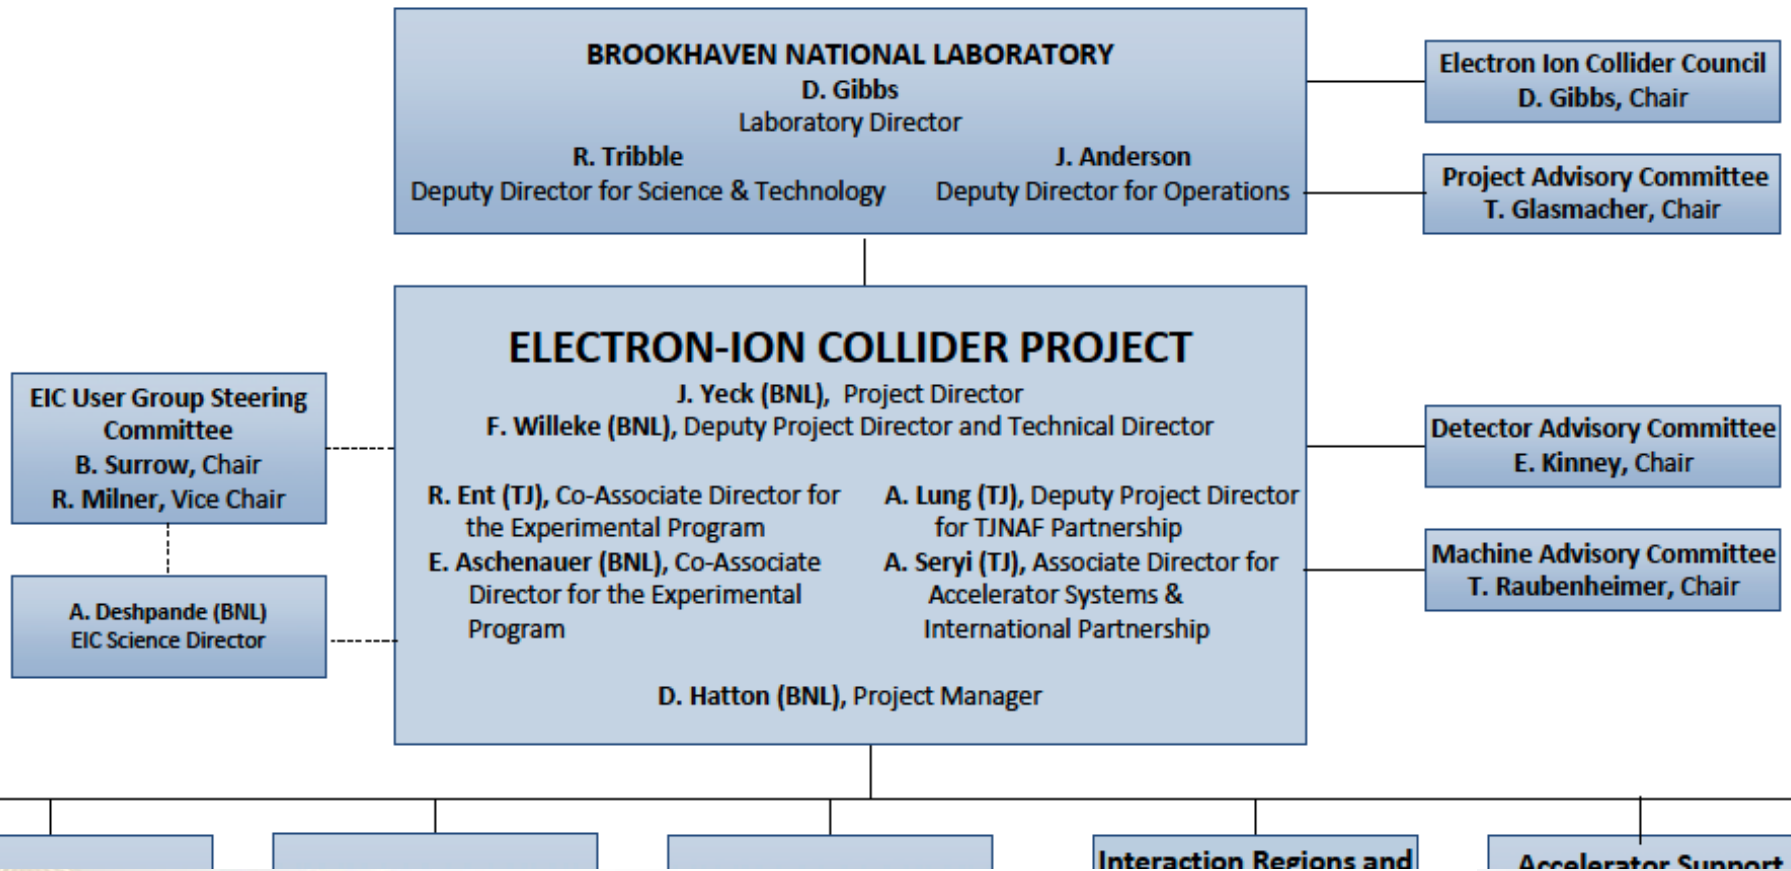 BROOKHAVEN NATIONAL LABORATORY
D. Gibbs
Laboratory Director
R. Tribble
Deputy Director for Science & Technology
J. Anderson
Deputy Director for Operations
Electron Ion Collider Council
D. Gibbs, Chair
Project Advisory Committee
T. Glasmacher, Chair
ELECTRON-ION COLLIDER PROJECT
J. Yeck (BNL), Project Director
F. Willeke (BNL), Deputy Project Director and Technical Director
R. Ent (TJ), Co-Associate Director for
the Experimental Program
E. Aschenauer (BNL), Co-Associate
Director for the Experimental
Program
A. Lung (TJ), Deputy Project Director
for TJNAF Partnership
A. Seryi (TJ), Associate Director for
Accelerator Systems &
International Partnership
D. Hatton (BNL), Project Manager
EIC User Group Steering
Committee
B. Surrow, Chair
R. Milner, Vice Chair
A. Deshpande (BNL)
EIC Science Director
Detector Advisory Committee
E. Kinney, Chair
Machine Advisory Committee
T. Raubenheimer, Chair
Interaction Regions and
Accelerator Support